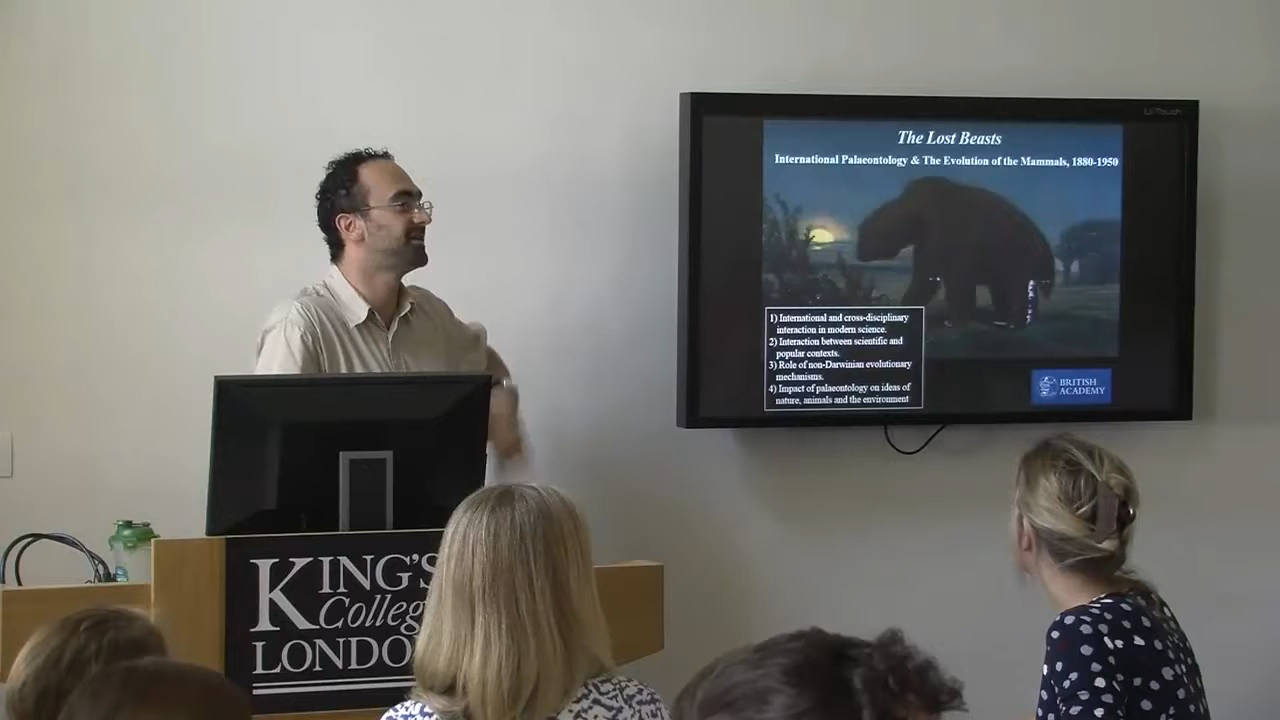 The Lost Beasts
International Palaeontology & The Evolution of the Mammals, 1880-1950
1) International and cross-disciplinary
interaction in modern science.
2) Interaction between scientific and
popular contexts.
3) Role of non-Darwinian evolutionary
mechanisms.
4) Impact of palaeontology on ideas of
nature, animals and the environment
BRITISH
ACADEMY
KING'S
College
LONDO